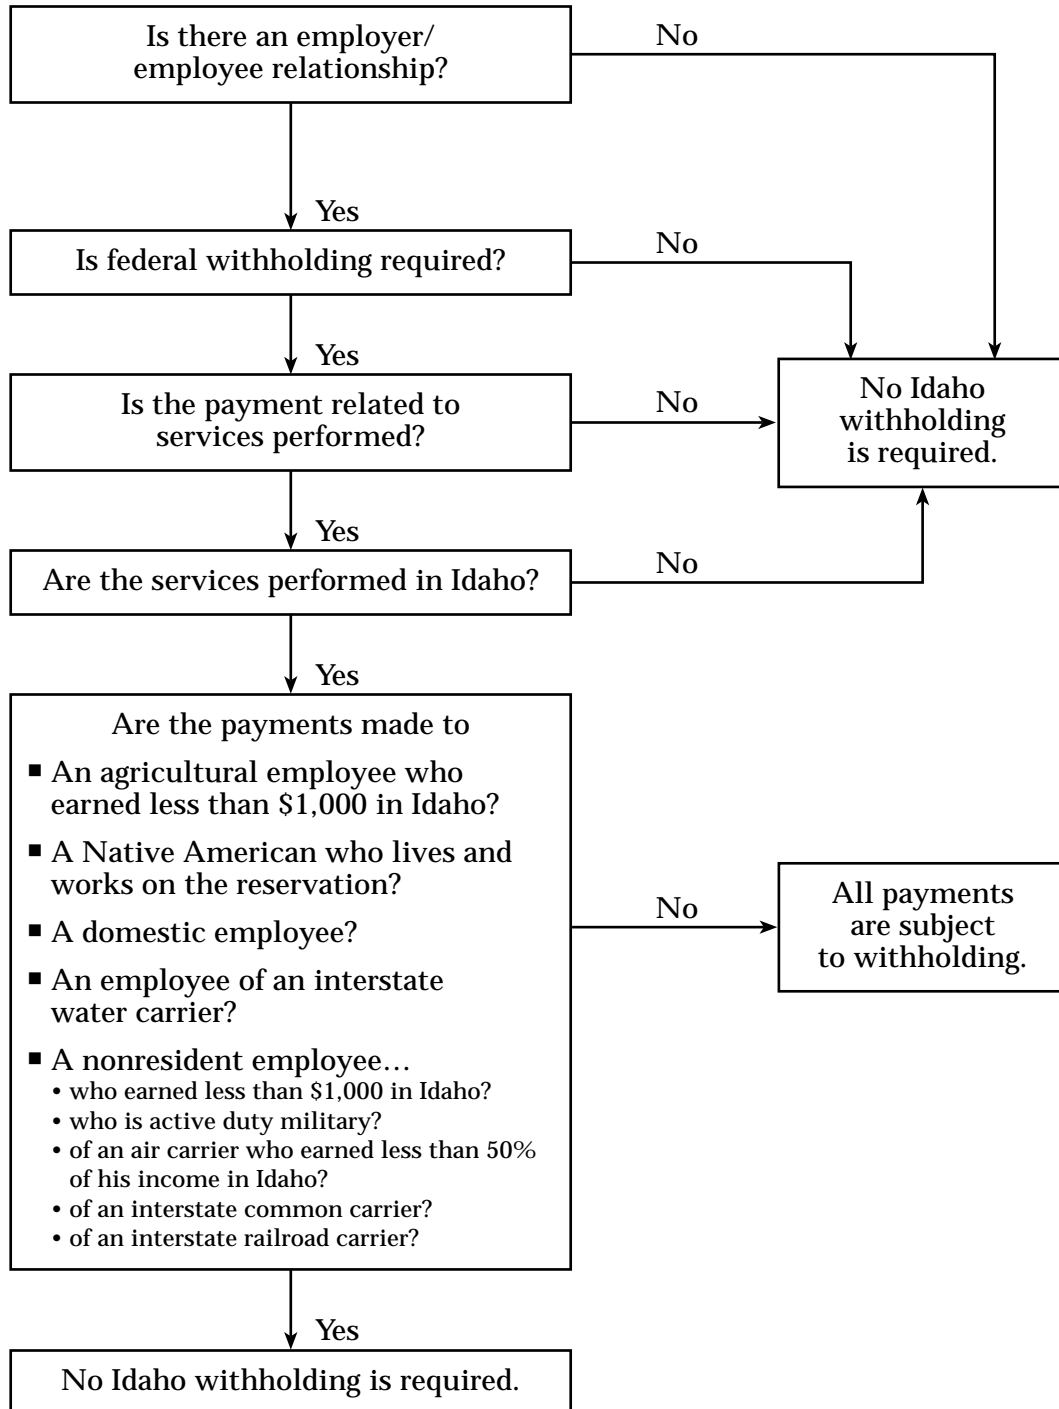 Is there an employer/
employee relationship?
No
Yes
Is federal withholding required?
No
Yes
Is the payment related to
services performed?
No
No Idaho
withholding
is required.
Yes
Are the services performed in Idaho?
No
Yes
Are the payments made to
■ An agricultural employee who
earned less than $1,000 in Idaho?
■ A Native American who lives and
works on the reservation?
■ A domestic employee?
■ An employee of an interstate
water carrier?
■ A nonresident employee…
• who earned less than $1,000 in Idaho?
• who is active duty military?
• of an air carrier who earned less than 50%
of his income in Idaho?
• of an interstate common carrier?
• of an interstate railroad carrier?
No
All payments
are subject
to withholding.
Yes
No Idaho withholding is required.